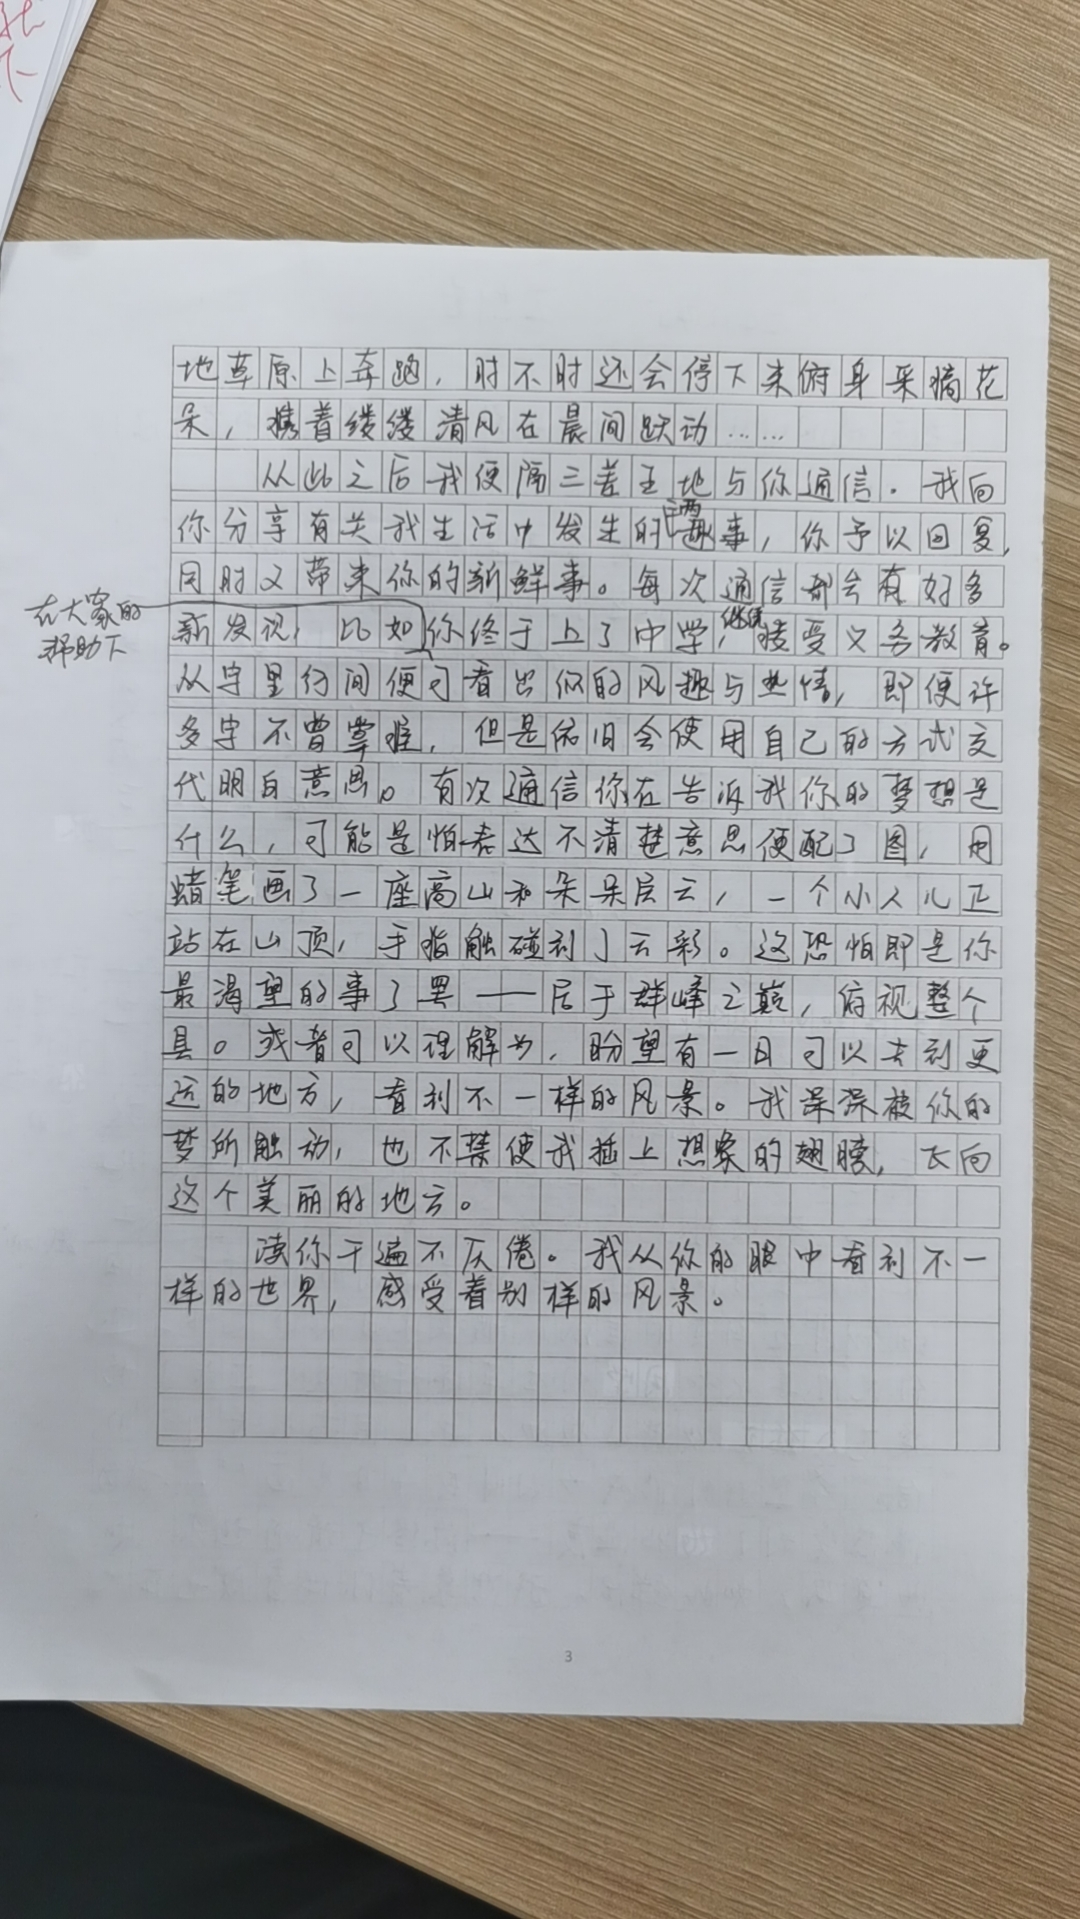 地草原上奔跑，时不时还会停下来俯身采摘花
朵，携着缕缕清风在晨间跃动……
从此之后我便隔三差五地与你通信。我向
你分享有关我生活中发生的趣事，你予以回复，
同时又带来你的新鲜事。每次通信都会有好多
在大家的
帮助下
新发现，比如你终于上了中学，继续接受义务教育。
从字里行间便可看出你的风趣与热情，即便许
多字不曾掌握，但是依旧会使用自己的方式交
代明白意思。有次通信你在告诉我你的梦想是
什么，可能是怕表达不清楚意思便配了图，用
蜡笔画了一座高山和朵朵层云，一个小人儿正
站在山顶，手指触碰到了云彩。这恐怕即是你
最渴望的事了罢——居于群峰之巅，俯视整个
县。或者可以理解为，盼望有一日可以去到更
远的地方，看到不一样的风景。我深深被你的
梦所触动，也不禁使我插上想象的翅膀，飞向
这个美丽的地方。
读你千遍不厌倦。我从你的眼中看到不一
样的世界，感受着别样的风景。
3